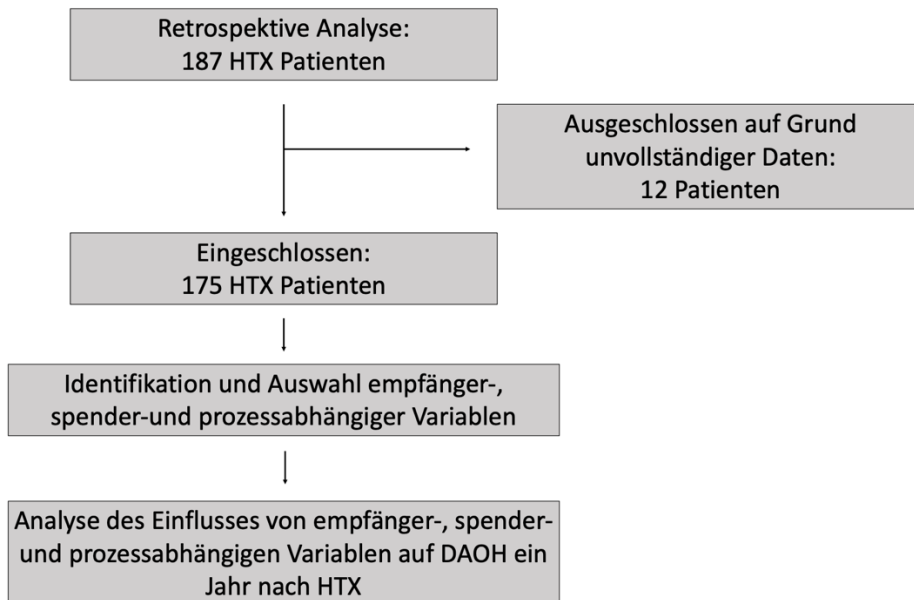 Retrospektive Analyse:
187 HTX Patienten
Ausgeschlossen auf Grund
unvollständiger Daten:
12 Patienten
Eingeschlossen:
175 HTX Patienten
Identifikation und Auswahl empfänger-,
spender-und prozessabhängiger Variablen
Analyse des Einflusses von empfänger-, spender-
und prozessabhängigen Variablen auf DAOH ein
Jahr nach HTX